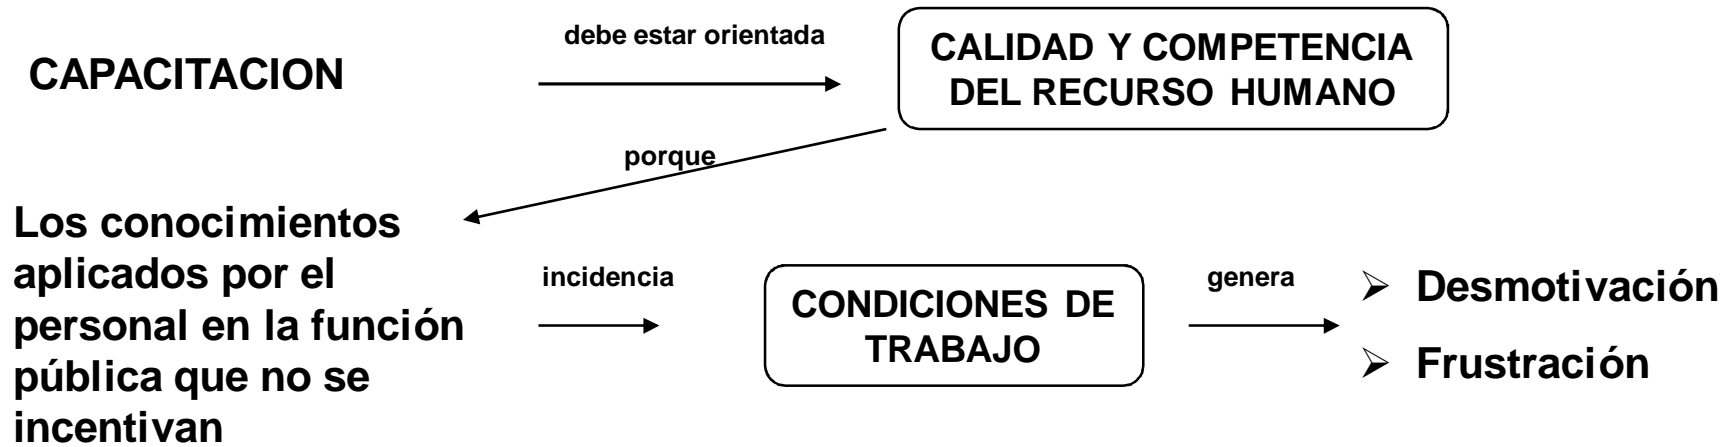 debe estar orientada
CAPACITACION
CALIDAD Y COMPETENCIA
DEL RECURSO HUMANO
porque
Los conocimientos
aplicados por el
personal en la función
pública que no se
incentivan
incidencia
CONDICIONES DE
TRABAJO
genera
➢ Desmotivación
➢ Frustración